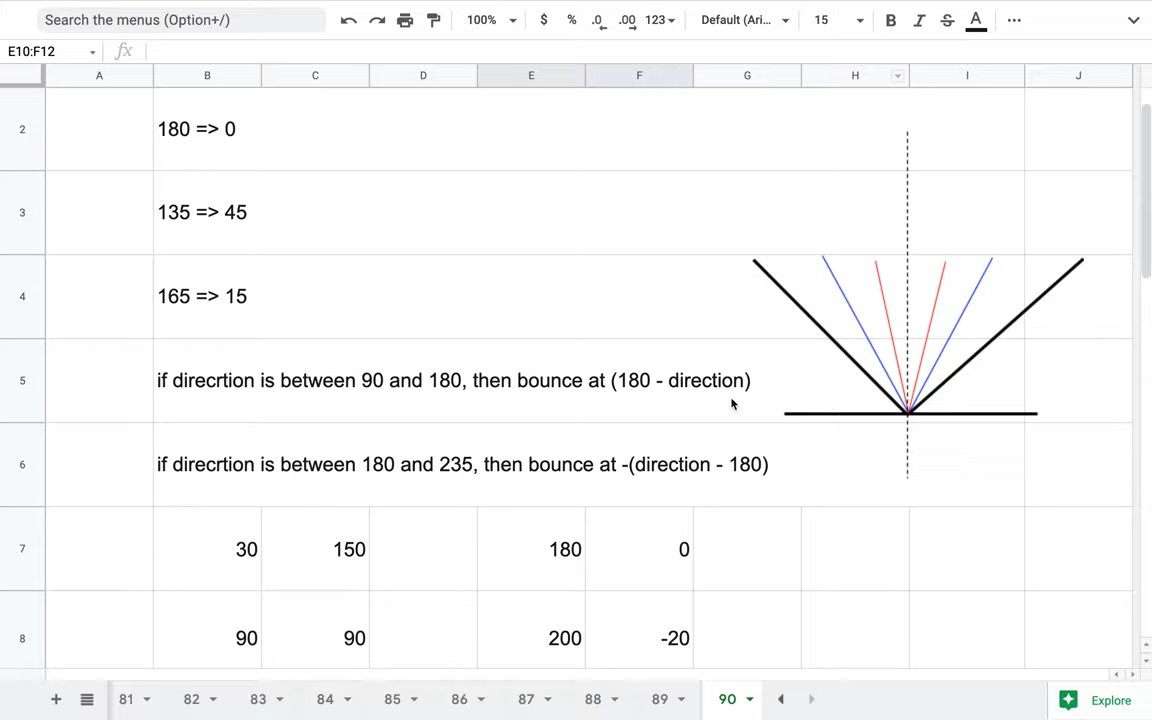 Search the menus (Option+/)
100% $ % .0 .00 123 Default (Ari... 15 B I S A
E10:F12 fx
A B C D E F G H I J
2 180 => 0
3 135 => 45
4 165 => 15
5 if direcrtion is between 90 and 180, then bounce at (180 - direction)
6 if direcrtion is between 180 and 235, then bounce at -(direction - 180)
7 30 150 180 0
8 90 90 200 -20
81 82 83 84 85 86 87 88 89 90 Explore